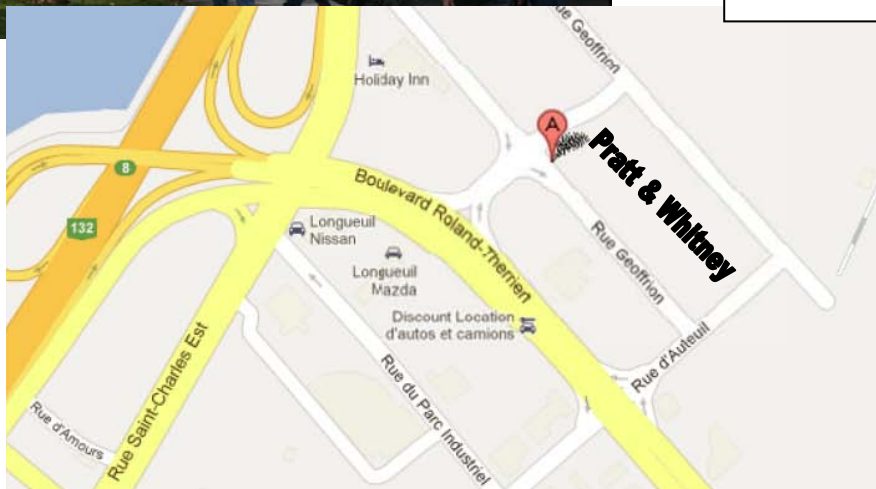 Rue Geoffrion
Holiday Inn
A
Pratt & Whitney
8
132
Boulevard Roland-Therrien
Longueuil
Nissan
Longueuil
Mazda
Rue Geoffrion
Discount Location
d'autos et camions
Rue d'Auteuil
Rue Saint-Charles Est
Rue du Parc Industriel
Rue d'Amours